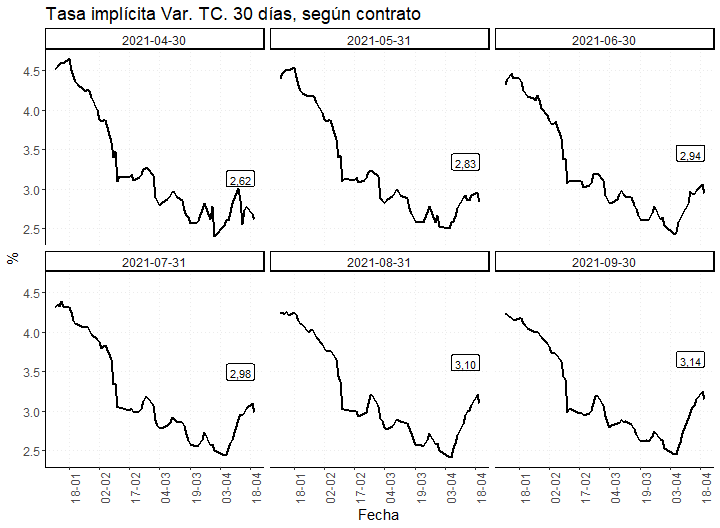 Tasa implícita Var. TC. 30 días, según contrato
2021-04-30 2021-05-31 2021-06-30
4.5
4.0
3.5
3.0
2.5
2,62 2,83 2,94
%
2021-07-31 2021-08-31 2021-09-30
4.5
4.0
3.5
3.0
2.5
2,98 3,10 3,14
18-01 02-02 17-02 04-03 19-03 03-04 18-04 18-01 02-02 17-02 04-03 19-03 03-04 18-04 18-01 02-02 17-02 04-03 19-03 03-04 18-04
Fecha